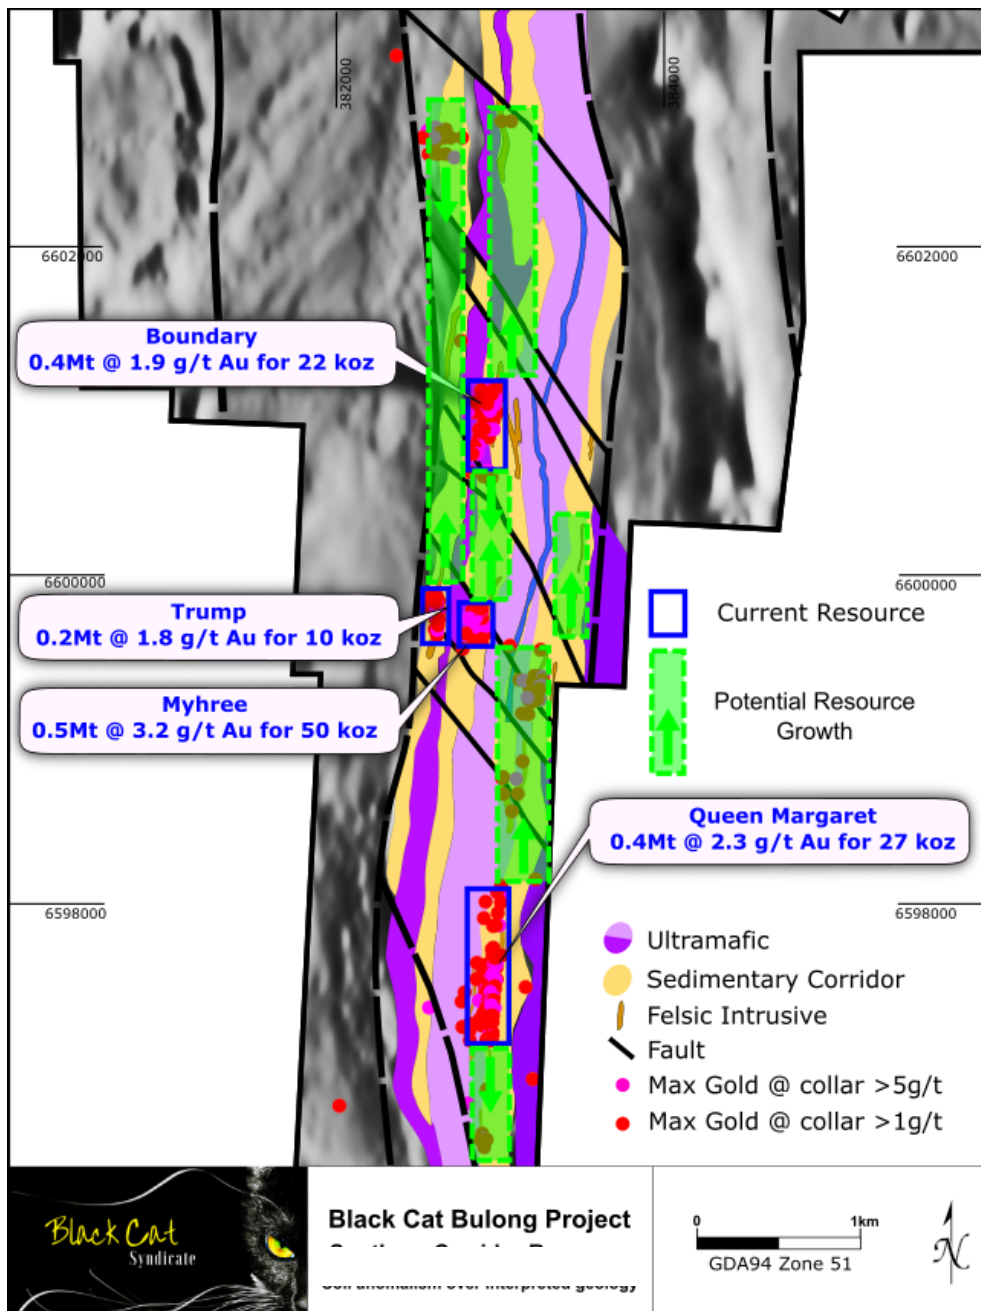 382000
384000
6602000
6602000
Boundary
0.4Mt @ 1.9 g/t Au for 22 koz
6600000
6600000
Trump
0.2Mt @ 1.8 g/t Au for 10 koz
Current Resource
Myhree
0.5Mt @ 3.2 g/t Au for 50 koz
Potential Resource
Growth
Queen Margaret
0.4Mt @ 2.3 g/t Au for 27 koz
6598000
6598000
Ultramafic
Sedimentary Corridor
Felsic Intrusive
Fault
Max Gold @ collar >5g/t
Max Gold @ collar >1g/t
Black Cat
Syndicate
Black Cat Bulong Project
over interpreted geology
0 1km
GDA94 Zone 51
N